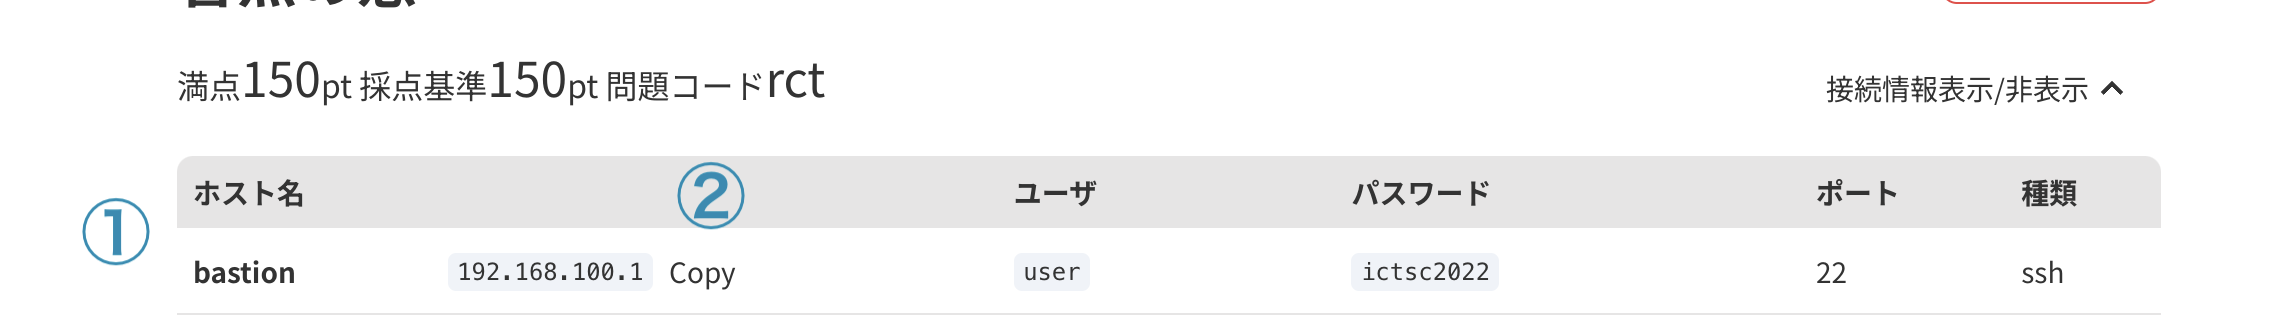 満点150pt 採点基準150pt 問題コードrct
接続情報表示/非表示
① ② ホスト名 ユーザ パスワード ポート 種類
bastion 192.168.100.1 Copy user ictsc2022 22 ssh